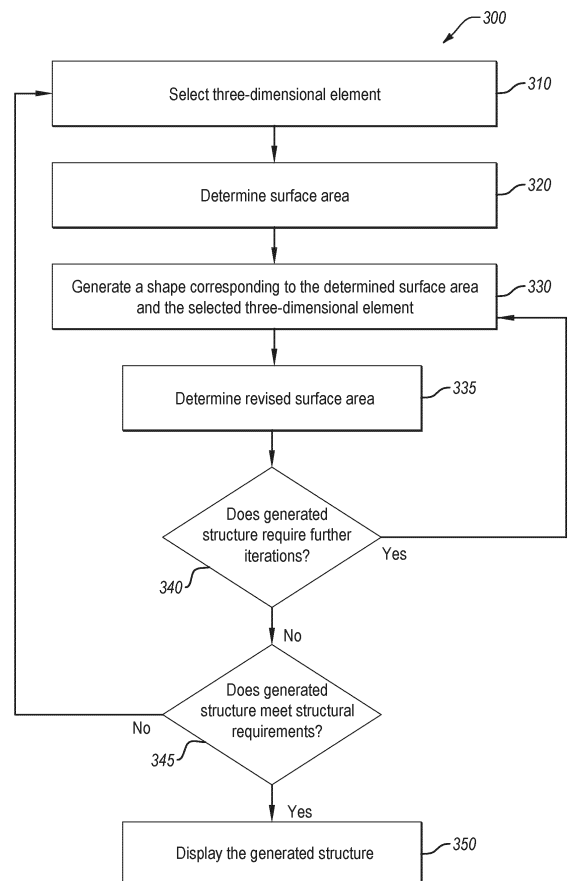 300
Select three-dimensional element
310
Determine surface area
320
Generate a shape corresponding to the determined surface area
and the selected three-dimensional element
330
Determine revised surface area
335
Does generated
structure require further
iterations?
340
Yes
No
Does generated
structure meet structural
requirements?
345
No
Yes
Display the generated structure
350